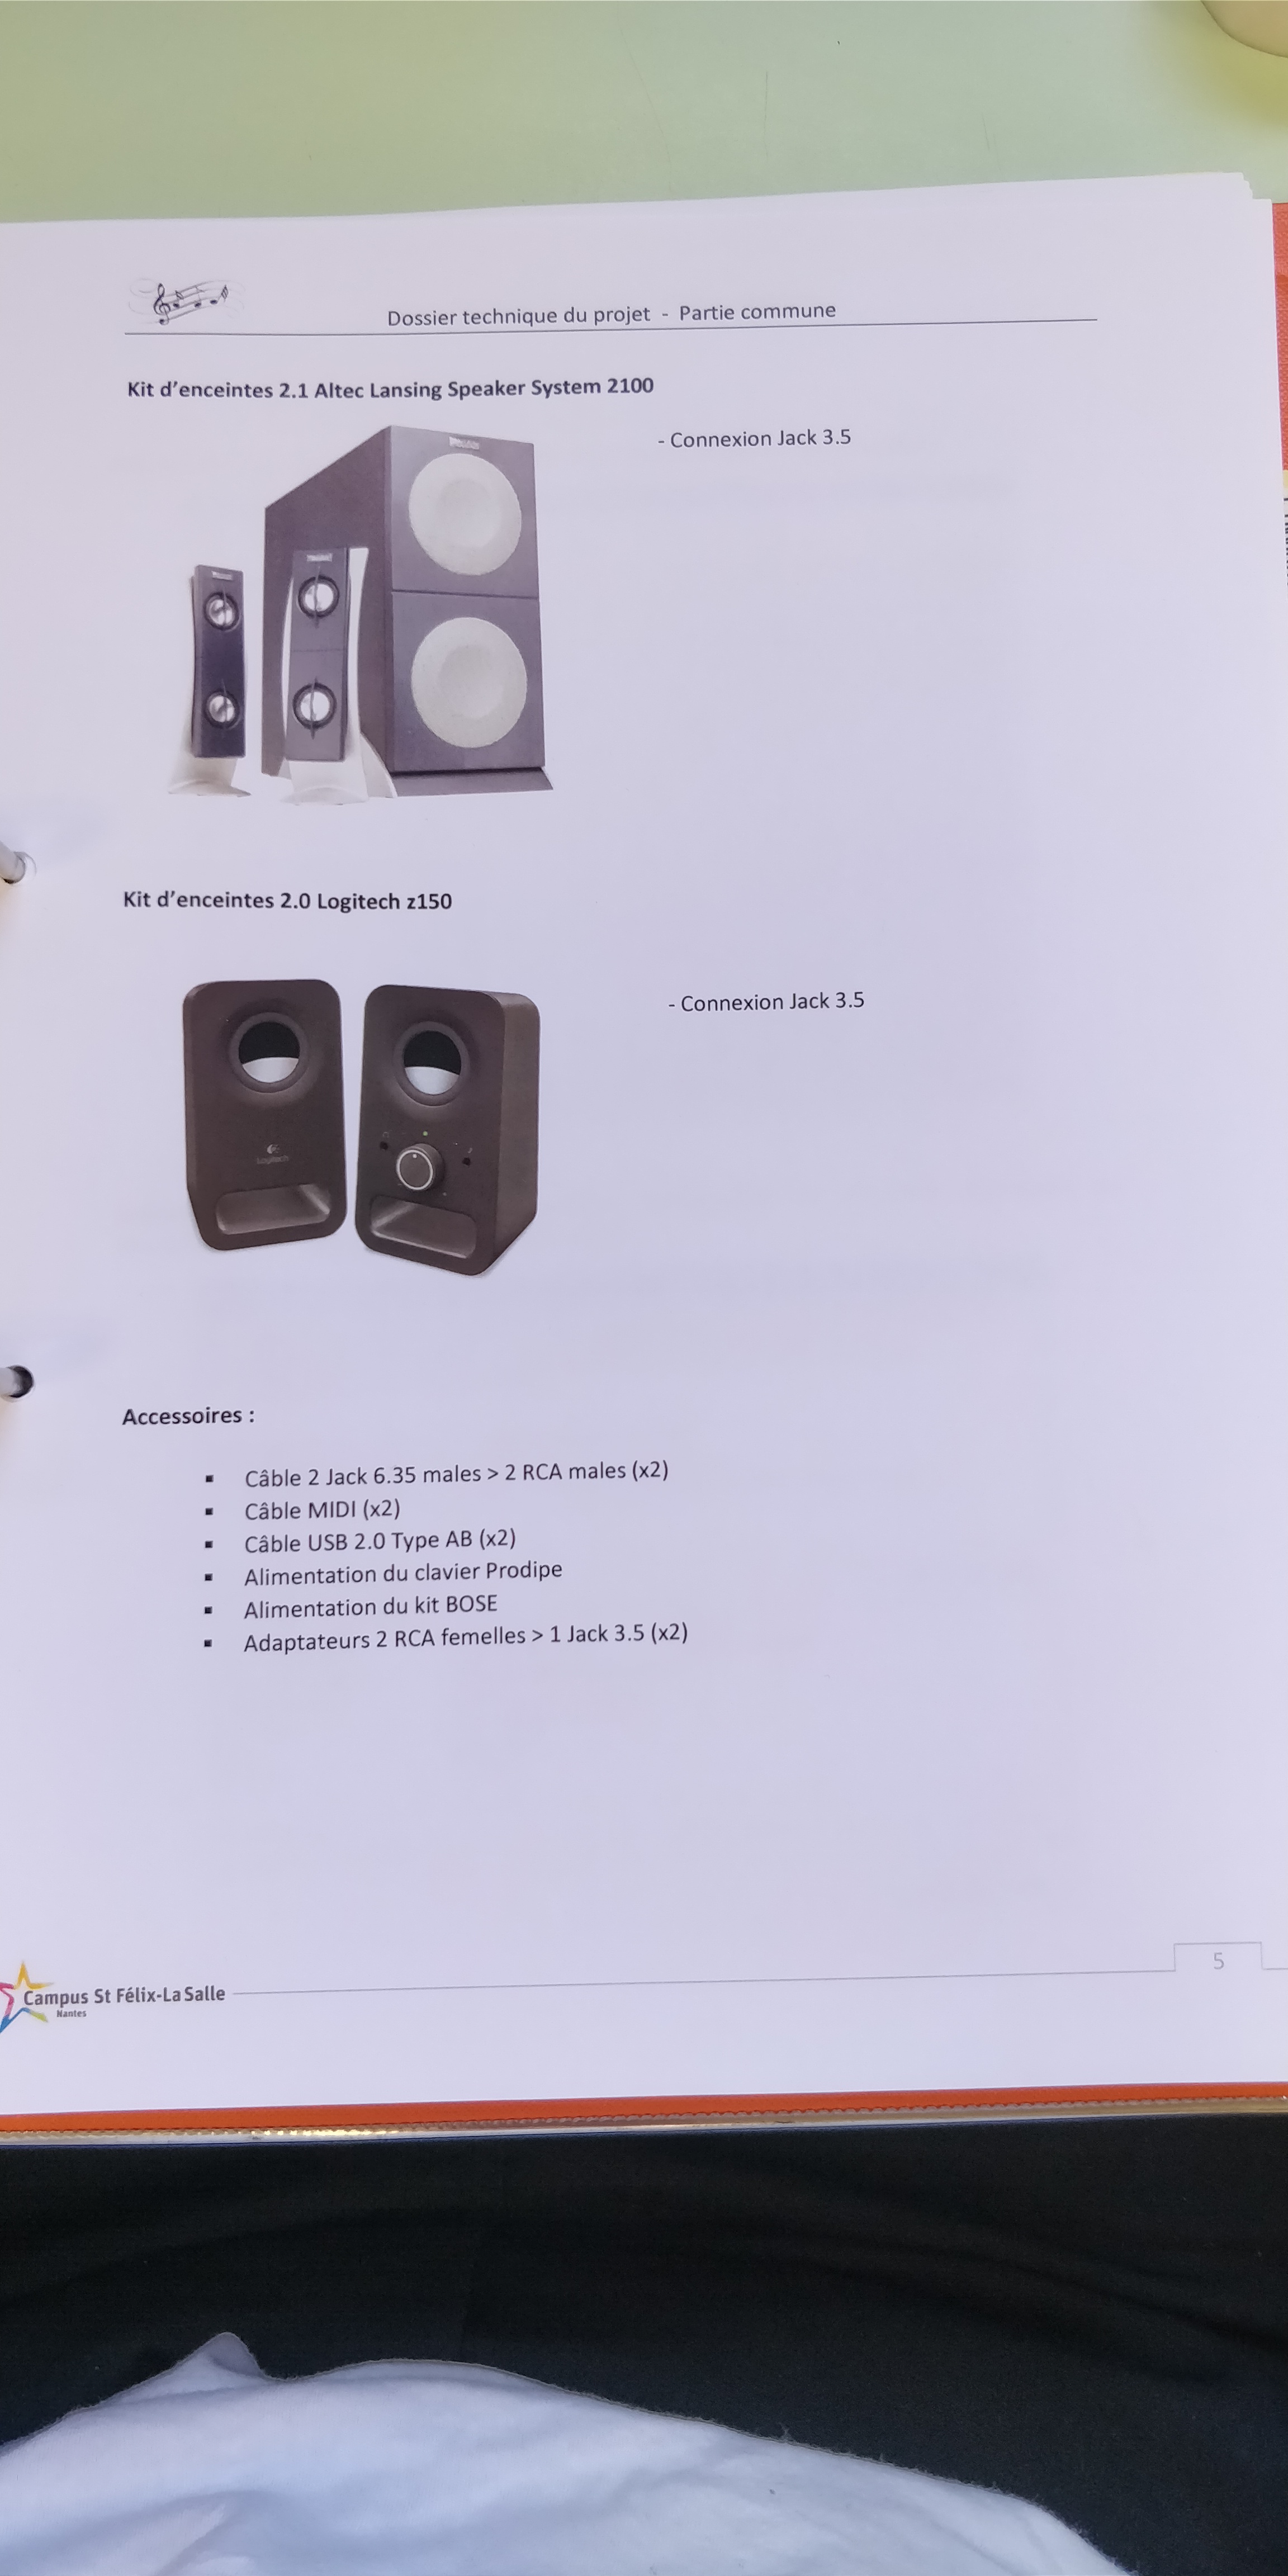 Dossier technique du projet - Partie commune
Kit d'enceintes 2.1 Altec Lansing Speaker System 2100
- Connexion Jack 3.5
Kit d'enceintes 2.0 Logitech z150
- Connexion Jack 3.5
Logitech
Accessoires :
▪ Câble 2 Jack 6.35 males > 2 RCA males (x2)
▪ Câble MIDI (x2)
▪ Câble USB 2.0 Type AB (x2)
▪ Alimentation du clavier Prodipe
▪ Alimentation du kit BOSE
▪ Adaptateurs 2 RCA femelles > 1 Jack 3.5 (x2)
5
Campus St Félix-La Salle
Nantes